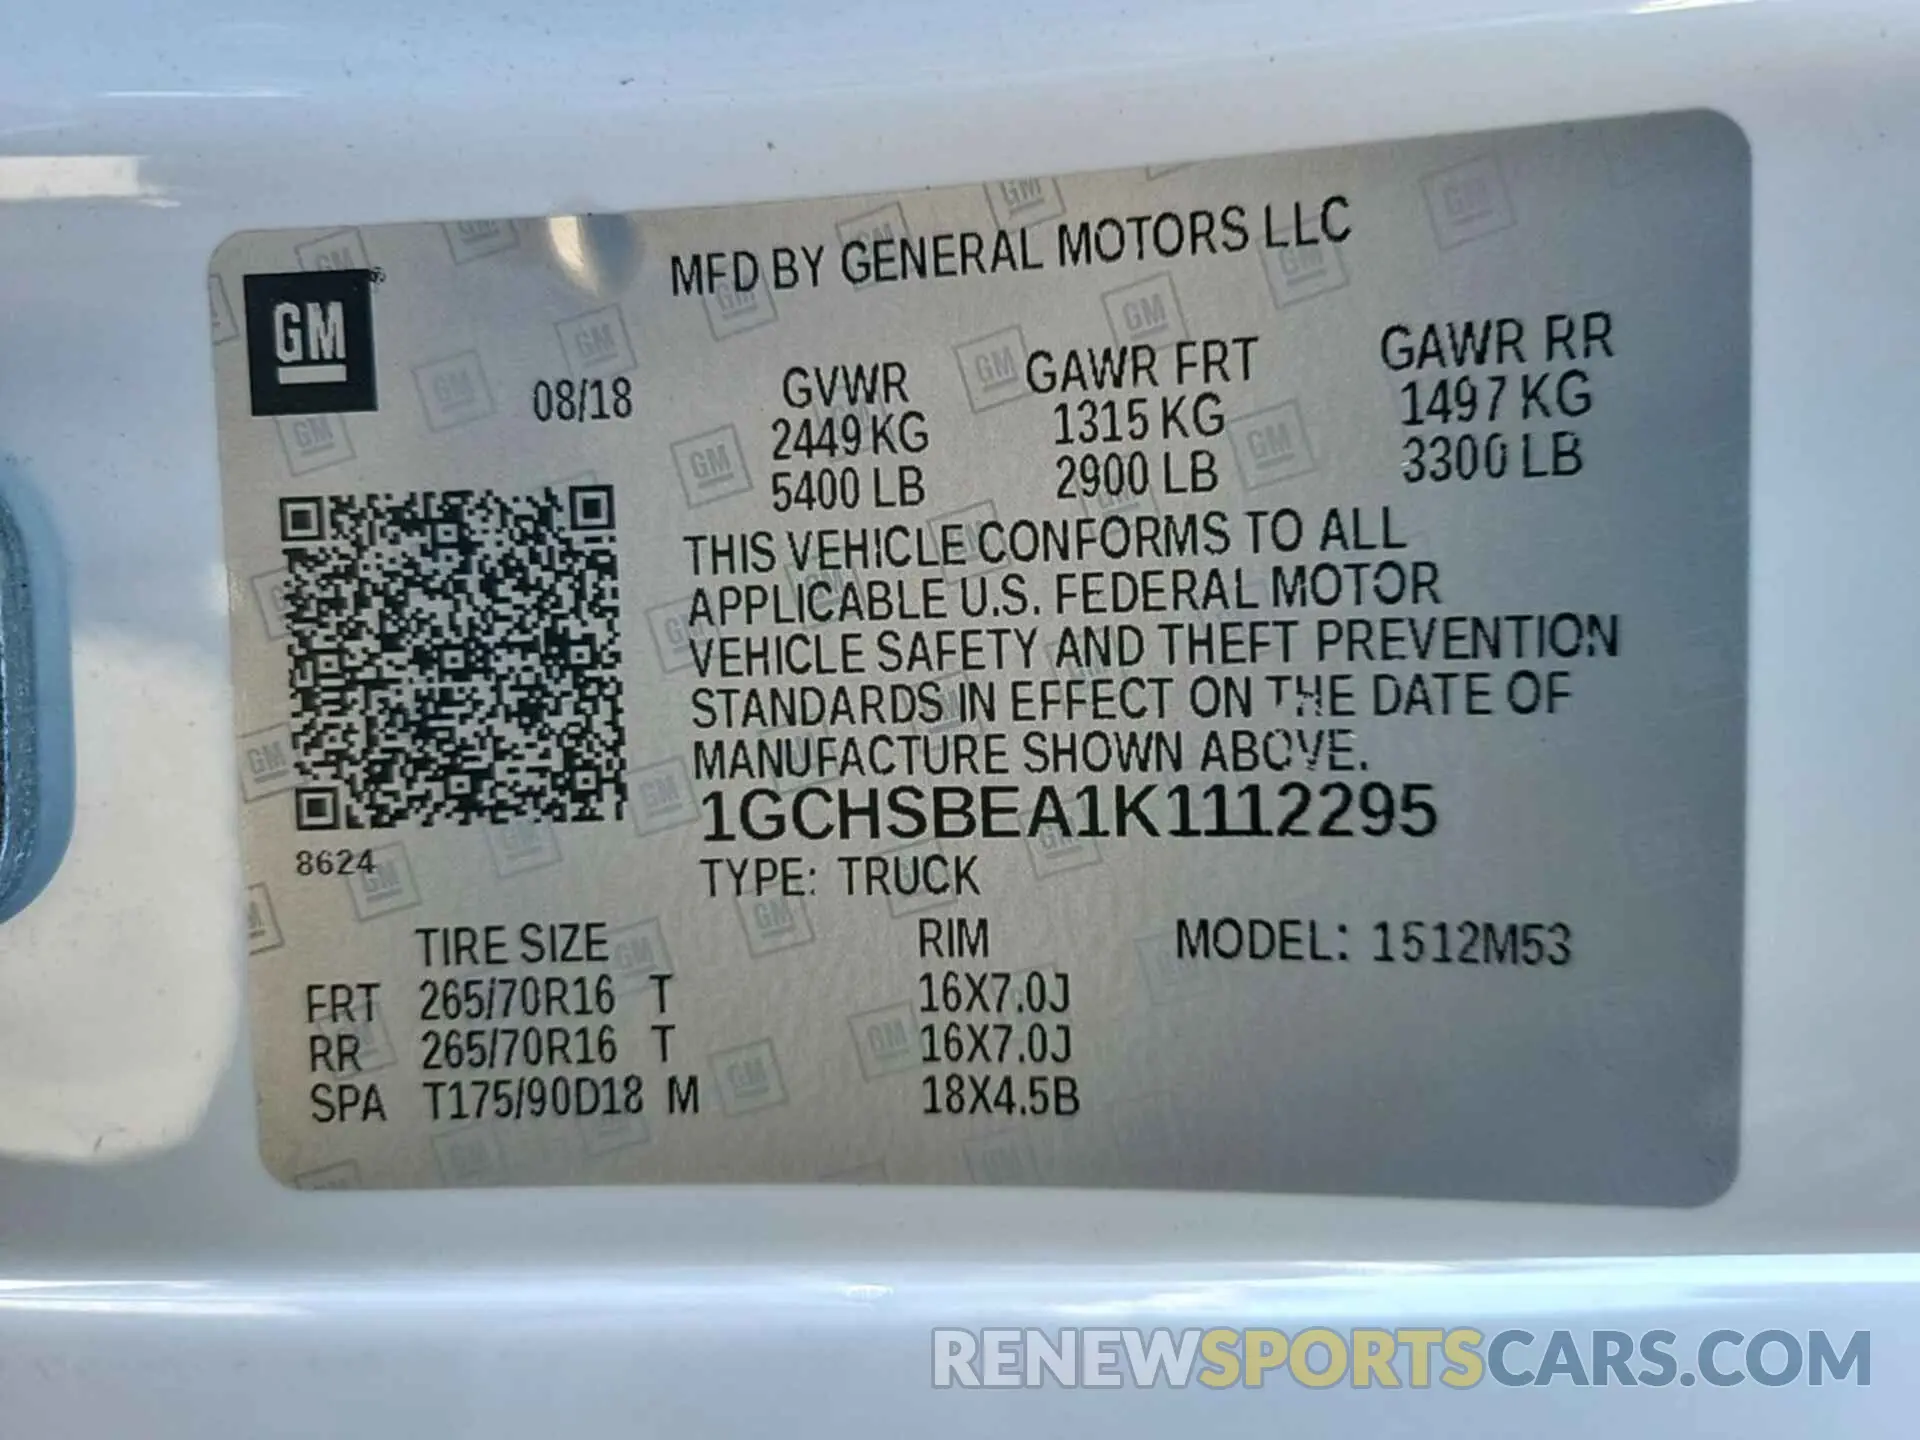 MFD BY GENERAL MOTORS LLC
GM
08/18
GVWR GAWR FRT GAWR RR
2449 KG 1315 KG 1497 KG
5400 LB 2900 LB 3300 LB
THIS VEHICLE CONFORMS TO ALL
APPLICABLE U.S. FEDERAL MOTOR
VEHICLE SAFETY AND THEFT PREVENTION
STANDARDS IN EFFECT ON THE DATE OF
MANUFACTURE SHOWN ABOVE.
1GCHSBEA1K1112295
8624
TYPE: TRUCK
TIRE SIZE RIM MODEL: 1512M53
FRT 265/70R16 T 16X7.0J
RR 265/70R16 T 16X7.0J
SPA T175/90D18 M 18X4.5B
RENEWSPORTSCARS.COM